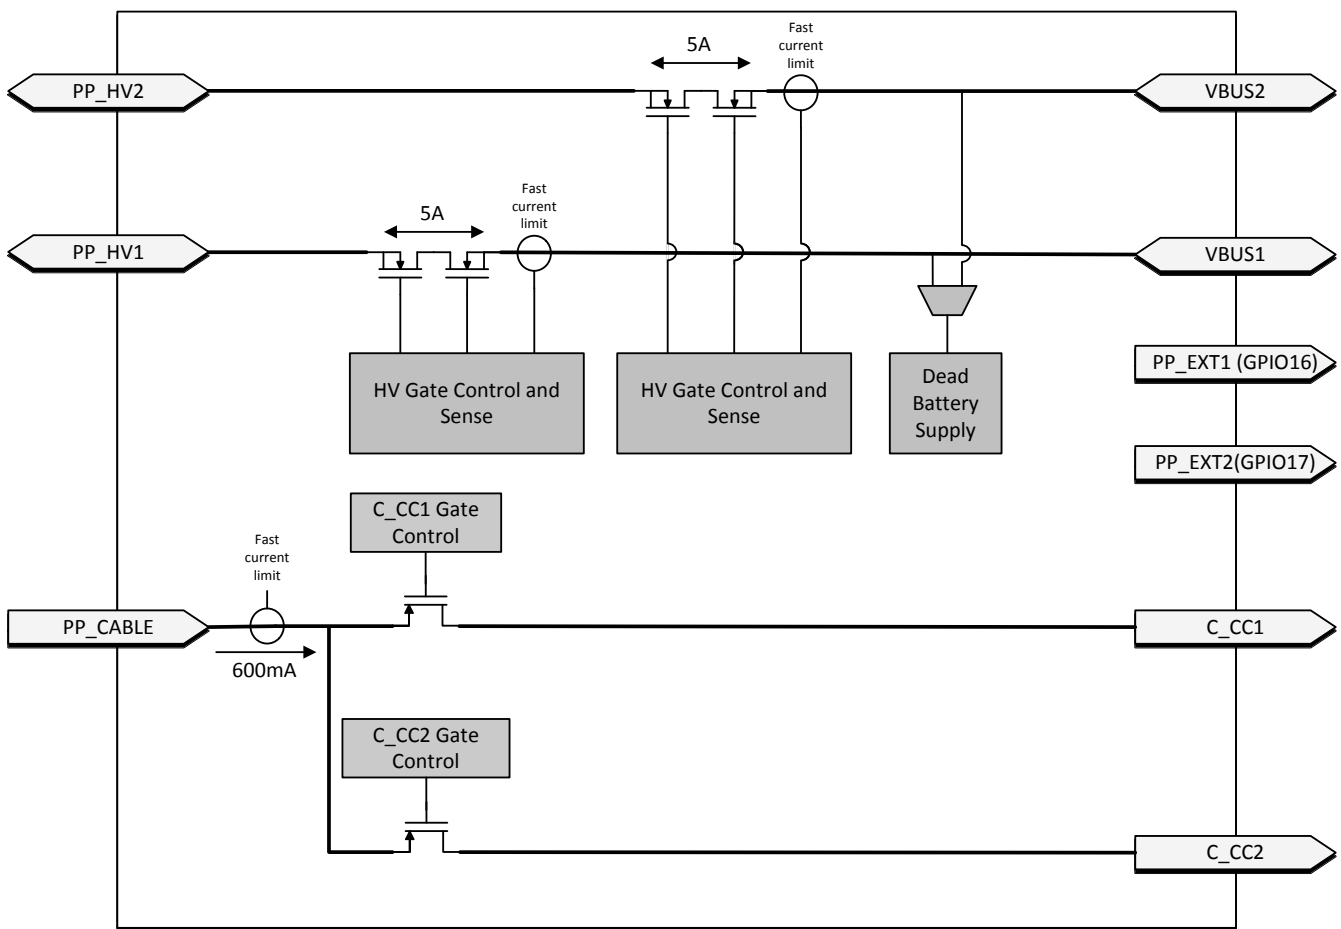 Fast
current
limit
5A
PP_HV2
VBUS2
Fast
current
limit
5A
PP_HV1
VBUS1
HV Gate Control and
Sense
HV Gate Control and
Sense
Dead
Battery
Supply
PP_EXT1 (GPIO16)
PP_EXT2(GPIO17)
C_CC1 Gate
Control
Fast
current
limit
PP_CABLE
600mA
C_CC1
C_CC2 Gate
Control
C_CC2